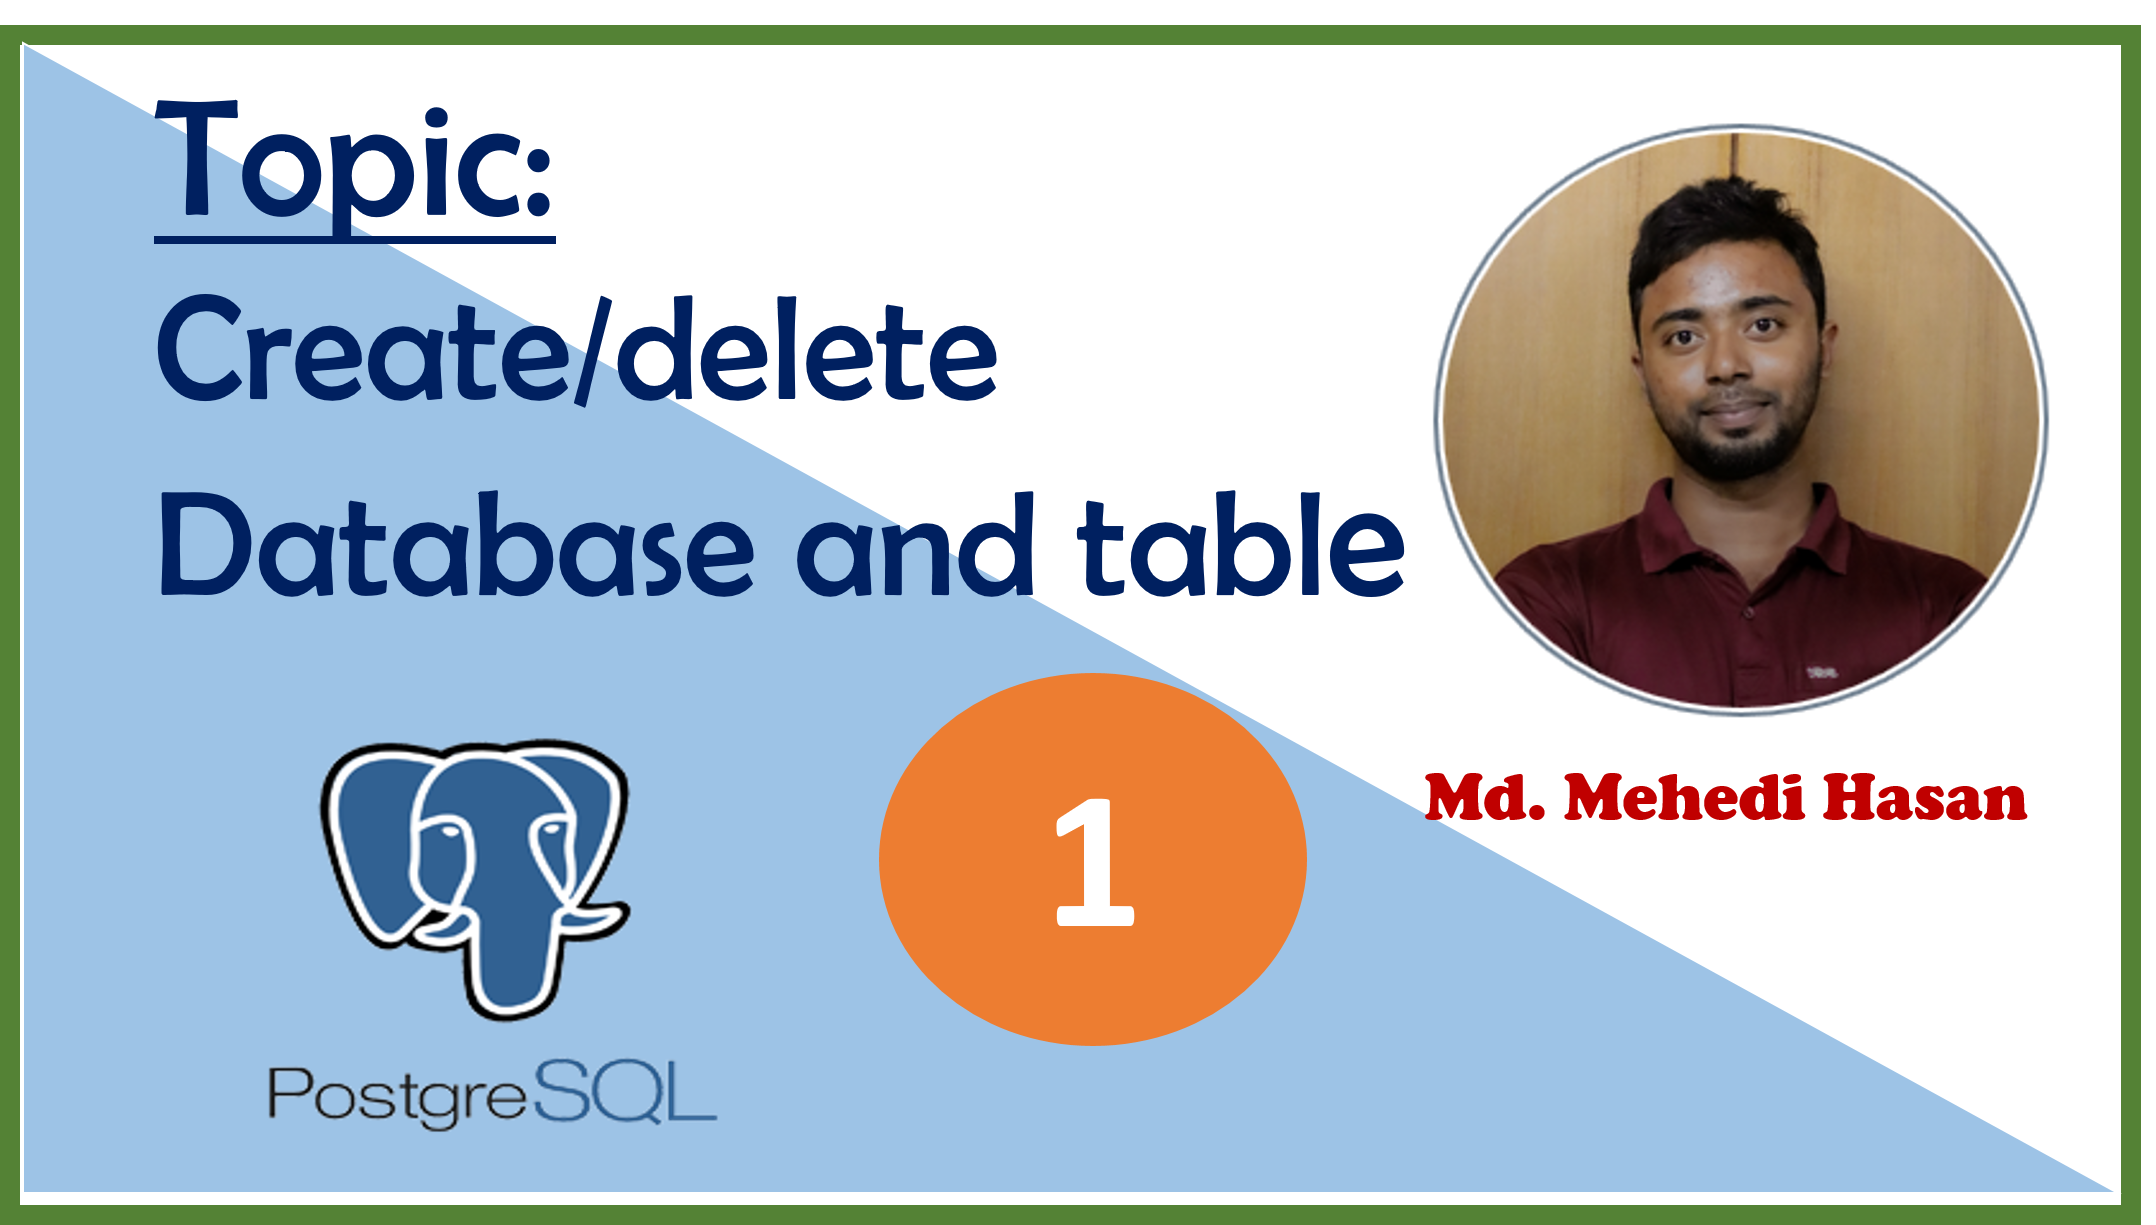 Topic:
Create/delete
Database and table
1
Md. Mehedi Hasan
PostgreSQL